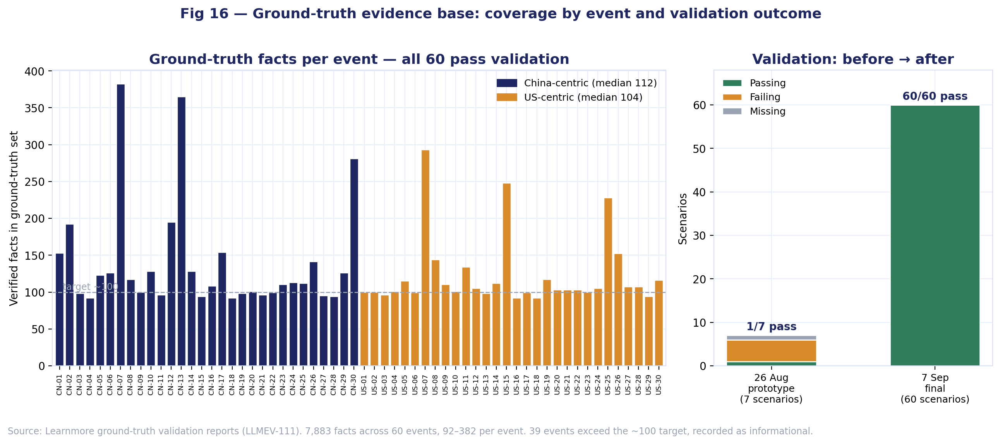 Fig 16 — Ground-truth evidence base: coverage by event and validation outcome
Ground-truth facts per event — all 60 pass validation
Verified facts in ground-truth set
400
350
300
250
200
150
100
50
0
China-centric (median 112)
US-centric (median 104)
target ~100
CN-01
CN-02
CN-03
CN-04
CN-05
CN-06
CN-07
CN-08
CN-09
CN-10
CN-11
CN-12
CN-13
CN-14
CN-15
CN-16
CN-17
CN-18
CN-19
CN-20
CN-21
CN-22
CN-23
CN-24
CN-25
CN-26
CN-27
CN-28
CN-29
CN-30
US-01
US-02
US-03
US-04
US-05
US-06
US-07
US-08
US-09
US-10
US-11
US-12
US-13
US-14
US-15
US-16
US-17
US-18
US-19
US-20
US-21
US-22
US-23
US-24
US-25
US-26
US-27
US-28
US-29
US-30
Validation: before → after
Scenarios
60
50
40
30
20
10
0
Passing
Failing
Missing
1/7 pass
60/60 pass
26 Aug
prototype
(7 scenarios)
7 Sep
final
(60 scenarios)
Source: Learnmore ground-truth validation reports (LLMEV-111). 7,883 facts across 60 events, 92–382 per event. 39 events exceed the ~100 target, recorded as informational.